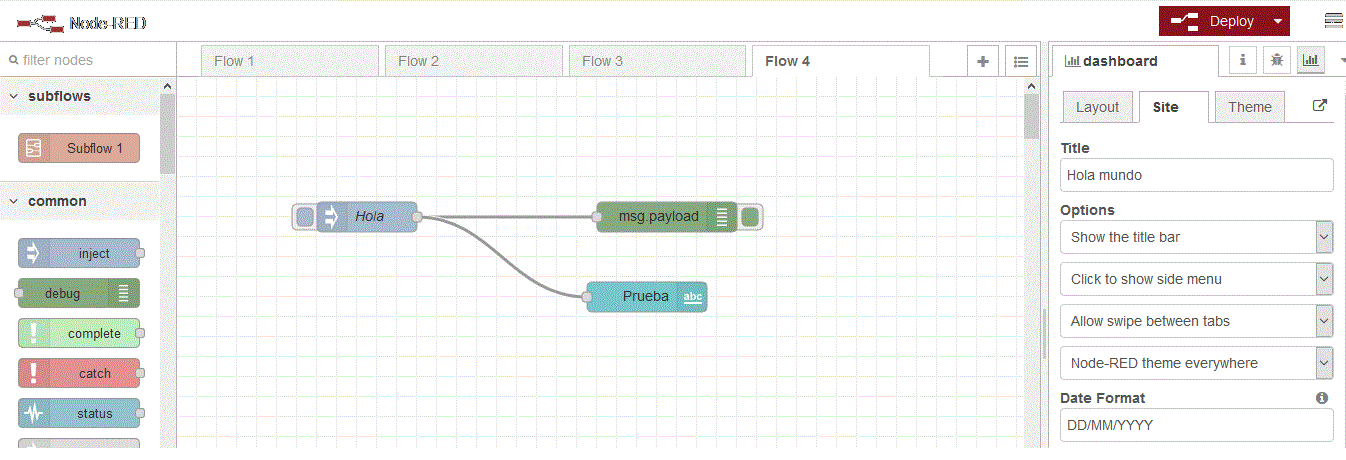 Node-RED
Deploy
filter nodes
Flow 1
Flow 2
Flow 3
Flow 4
dashboard
subflows
Subflow 1
common
inject
debug
complete
catch
status
Hola
msg.payload
Prueba
abc
Layout
Site
Theme
Title
Hola mundo
Options
Show the title bar
Click to show side menu
Allow swipe between tabs
Node-RED theme everywhere
Date Format
DD/MM/YYYY